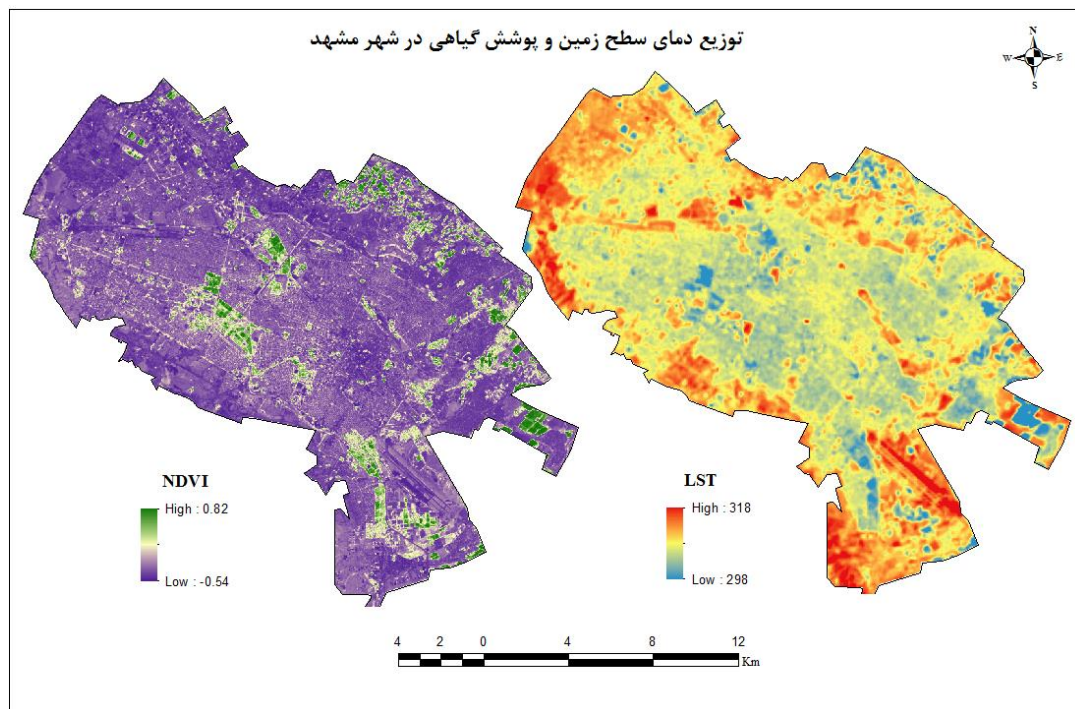 توزیع دمای سطح زمین و پوشش گیاهی در شهر مشهد
N
W E
S
NDVI
High : 0.82
Low : -0.54
LST
High : 318
Low : 298
4 2 0 4 8 12
Km